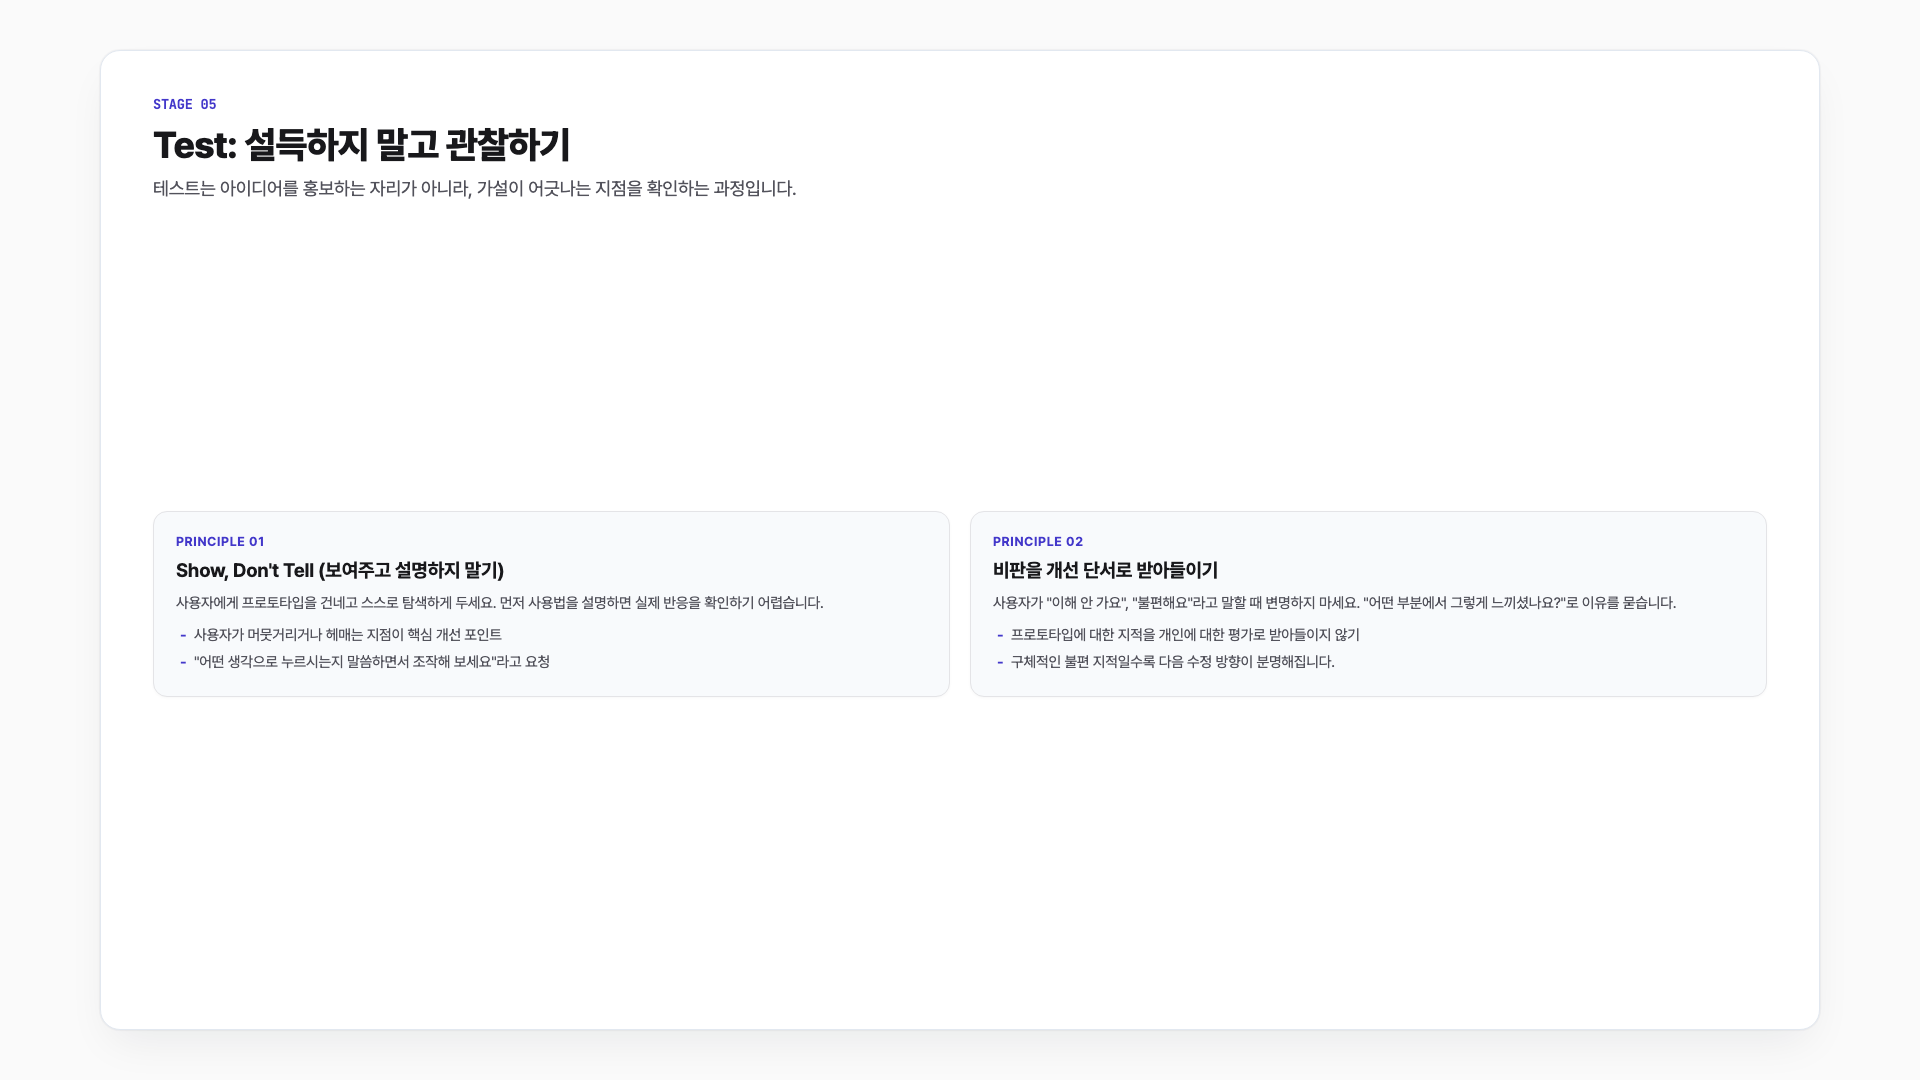 STAGE 05
Test: 설득하지 말고 관찰하기
테스트는 아이디어를 홍보하는 자리가 아니라, 가설이 어긋나는 지점을 확인하는 과정입니다.
PRINCIPLE 01
Show, Don't Tell (보여주고 설명하지 말기)
사용자에게 프로토타입을 건네고 스스로 탐색하게 두세요. 먼저 사용법을 설명하면 실제 반응을 확인하기 어렵습니다.
- 사용자가 머뭇거리거나 헤매는 지점이 핵심 개선 포인트
- "어떤 생각으로 누르시는지 말씀하면서 조작해 보세요"라고 요청
PRINCIPLE 02
비판을 개선 단서로 받아들이기
사용자가 "이해 안 가요", "불편해요"라고 말할 때 변명하지 마세요. "어떤 부분에서 그렇게 느끼셨나요?"로 이유를 묻습니다.
- 프로토타입에 대한 지적을 개인에 대한 평가로 받아들이지 않기
- 구체적인 불편 지적일수록 다음 수정 방향이 분명해집니다.